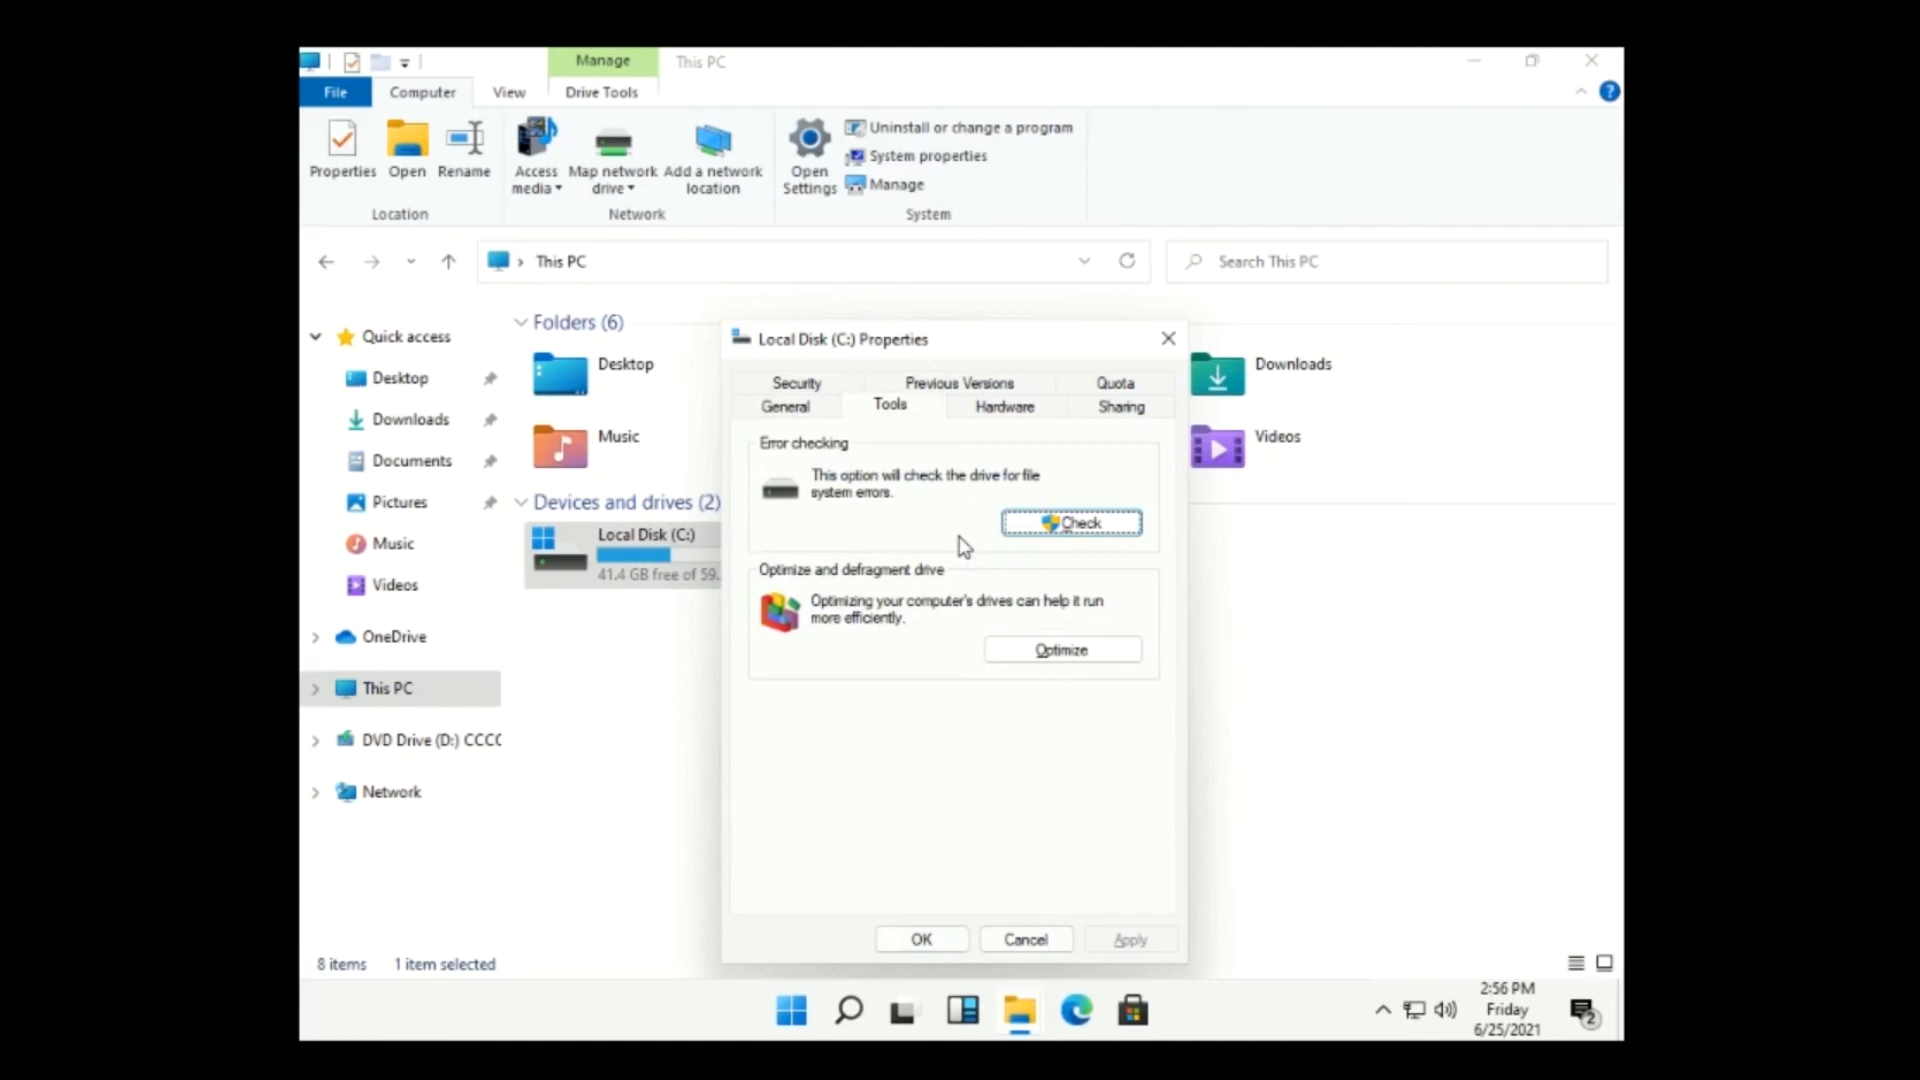 Manage
This PC
File
Computer
View
Drive Tools
?
Properties
Open
Rename
Location
Access
media
Map network
drive
Add a network
location
Network
Open
Settings
Uninstall or change a program
System properties
Manage
System
This PC
Search This PC
Quick access
Desktop
Downloads
Documents
Pictures
Music
Videos
OneDrive
This PC
DVD Drive (D:) CCCC
Network
Folders (6)
Desktop
Music
Downloads
Videos
Devices and drives (2)
Local Disk (C:)
41.4 GB free of 59...
Local Disk (C:) Properties
Security
Previous Versions
Quota
General
Tools
Hardware
Sharing
Error checking
This option will check the drive for file
system errors.
Check
Optimize and defragment drive
Optimizing your computer's drives can help it run
more efficiently.
Optimize
OK
Cancel
Apply
8 items
1 item selected
2:56 PM
Friday
6/25/2021
2